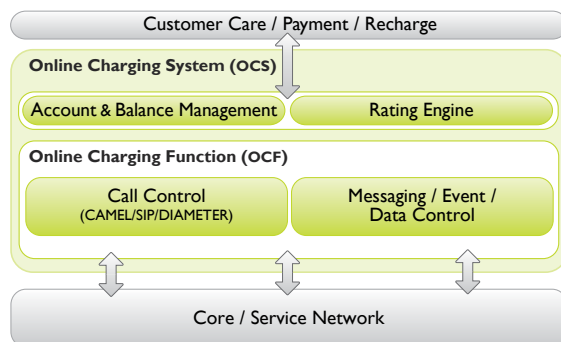 Customer Care / Payment / Recharge
Online Charging System (OCS)
Account & Balance Management
Rating Engine
Online Charging Function (OCF)
Call Control
(CAMEL/SIP/DIAMETER)
Messaging / Event /
Data Control
Core / Service Network